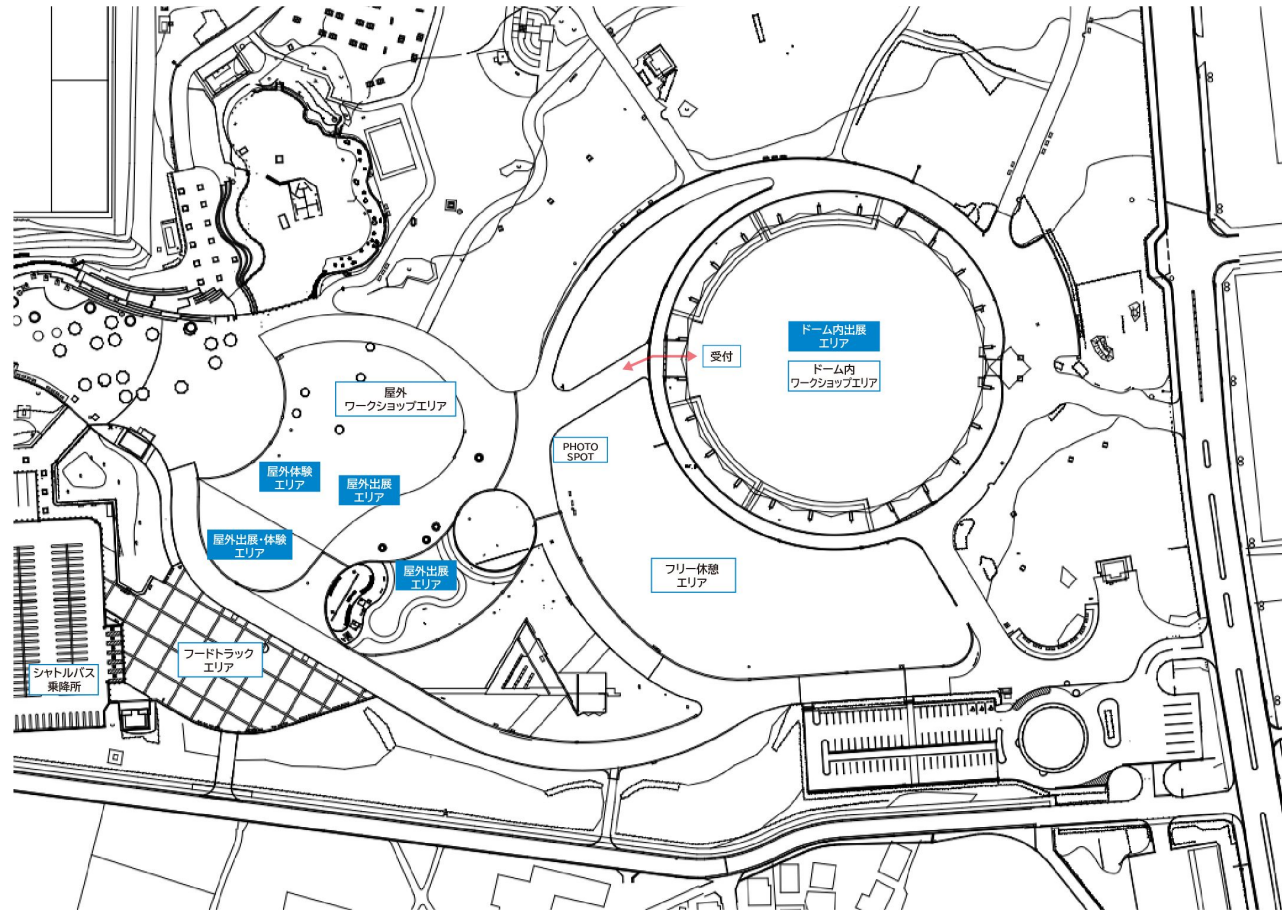 ドーム内出展
エリア
受付
ドーム内
ワークショップエリア
屋外
ワークショップエリア
PHOTO
SPOT
屋外体験
エリア
屋外出展
エリア
屋外出展・体験
エリア
屋外出展
エリア
フリー休憩
エリア
フードトラック
エリア
シャトルバス
乗降所